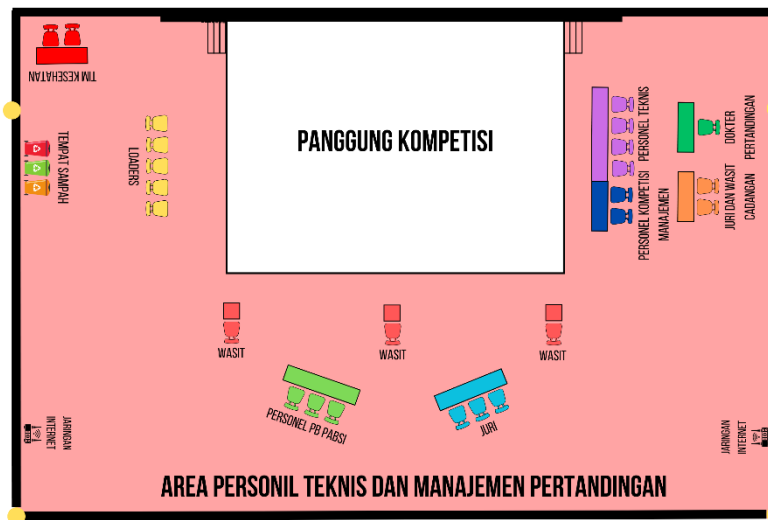 TIM KESEHATAN
TEMPAT SAMPAH
LOADERS
PANGGUNG KOMPETISI
PERSONEL TEKNIS
PERSONEL KOMPETISI
MANAJEMEN
DOKTER
PERTANDINGAN
JURI DAN WASIT
CADANGAN
WASIT
WASIT
WASIT
PERSONEL PB PABSI
JURI
JARINGAN
INTERNET
JARINGAN
INTERNET
AREA PERSONIL TEKNIS DAN MANAJEMEN PERTANDINGAN